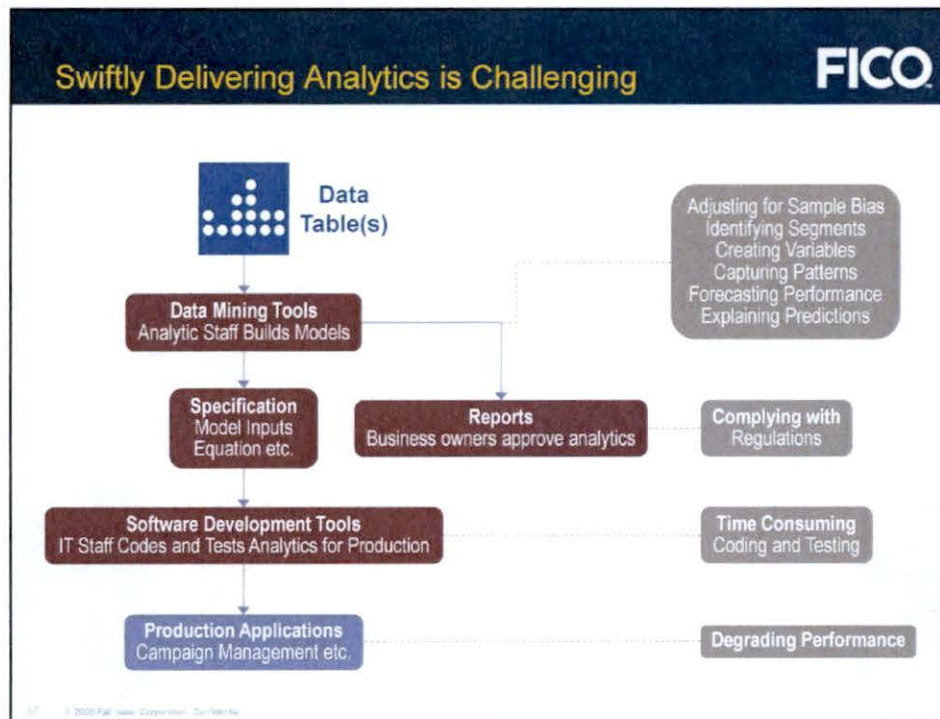 Swiftly Delivering Analytics is Challenging
FICO
Data
Table(s)
Adjusting for Sample Bias
Identifying Segments
Creating Variables
Capturing Patterns
Forecasting Performance
Explaining Predictions
Data Mining Tools
Analytic Staff Builds Models
Specification
Model Inputs
Equation etc.
Reports
Business owners approve analytics
Complying with
Regulations
Software Development Tools
IT Staff Codes and Tests Analytics for Production
Time Consuming
Coding and Testing
Production Applications
Campaign Management etc.
Degrading Performance
Corporation.